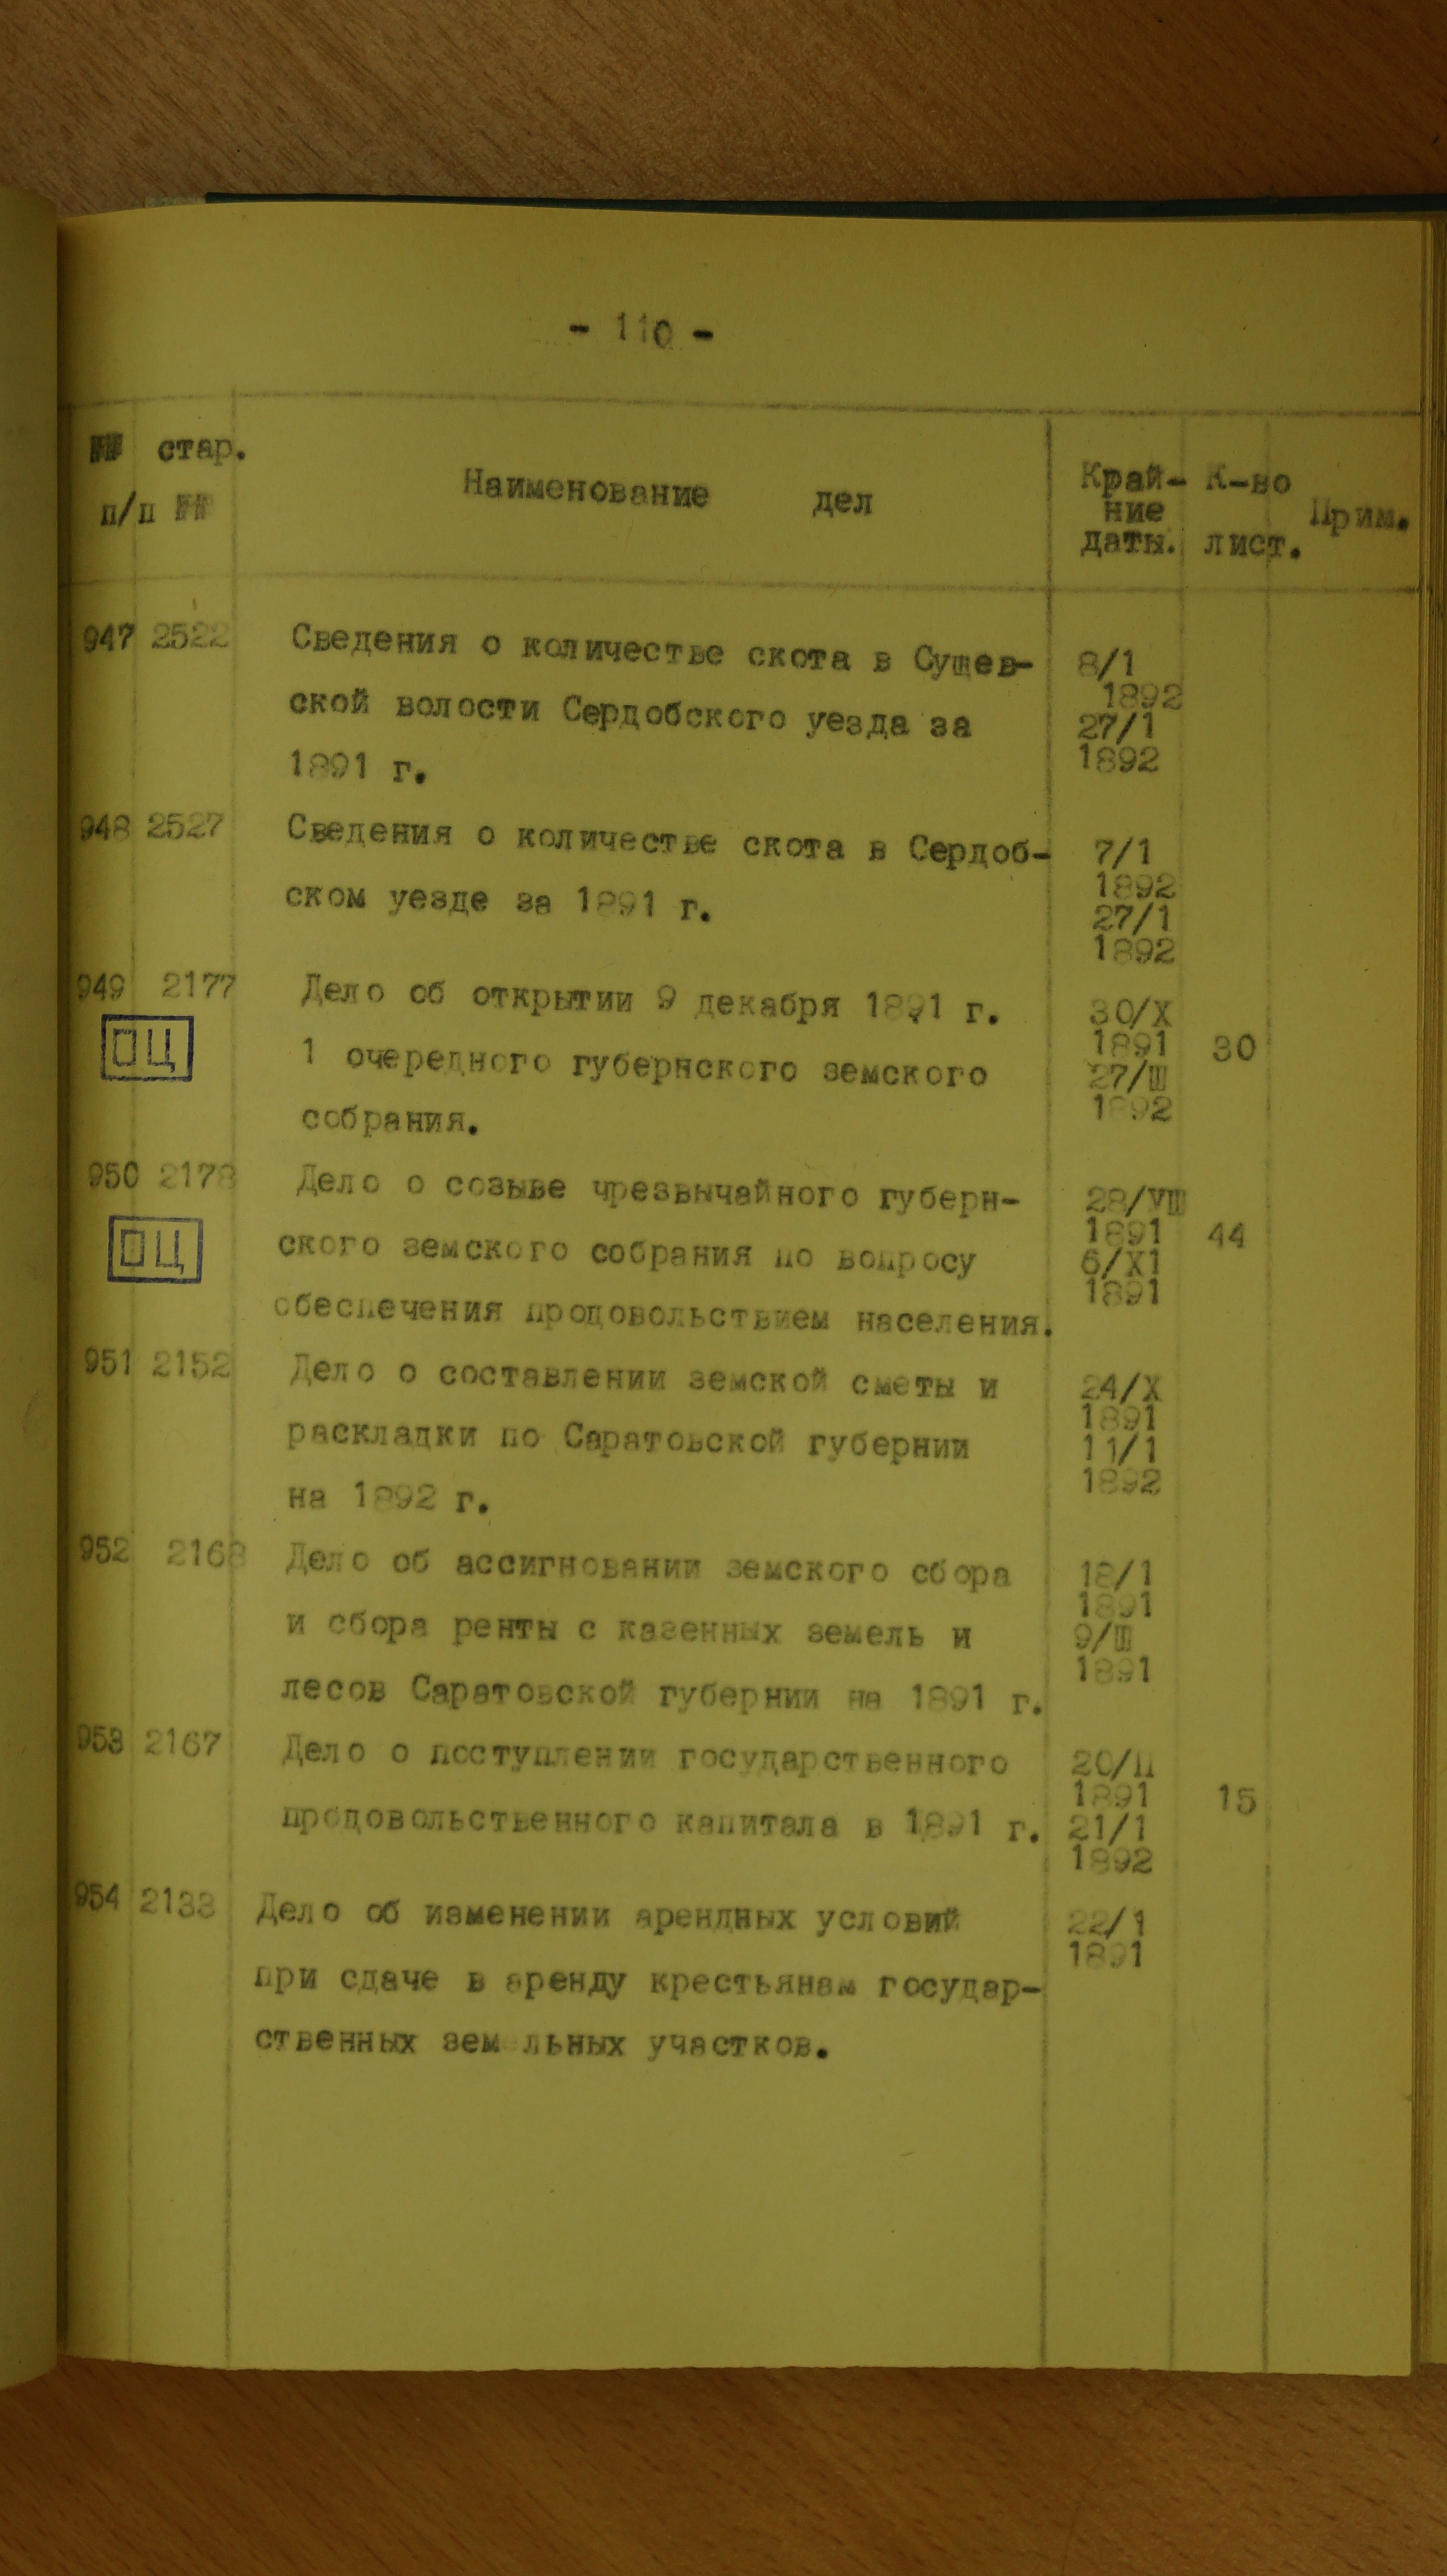 - 110 -
№№ стар.
п/п №№
Наименование дел
Край- К-во
ние Прим.
даты. лист.
947 2522 Сведения о количестве скота в Сущев- 8/1
1892
ской волости Сердобского уезда за 27/1
1891 г. 1892
948 2527 Сведения о количестве скота в Сердоб- 7/1
1892
ском уезде за 1891 г. 27/1
1892
949 2177 Дело об открытии 9 декабря 1891 г. 30/X
ОЦ 1 очередного губернского земского 1891 30
27/Ш
собрания. 1892
950 2178 Дело о созыве чрезвычайного губерн- 28/УШ
ОЦ ского земского собрания по вопросу 1891 44
6/X1
обеспечения продовольствием населения. 1891
951 2152 Дело о составлении земской сметы и 24/X
1891
раскладки по Саратовской губернии 11/1
на 1892 г. 1892
952 2168 Дело об ассигновании земского сбора 18/1
1891
и сбора ренты с казенных земель и 9/Ш
лесов Саратовской губернии на 1891 г. 1891
953 2167 Дело о поступлении государственного 20/П
1891 15
продовольственного капитала в 1891 г. 21/1
1892
954 2133 Дело об изменении арендных условий 22/1
1891
при сдаче в аренду крестьянам государ-
ственных земельных участков.